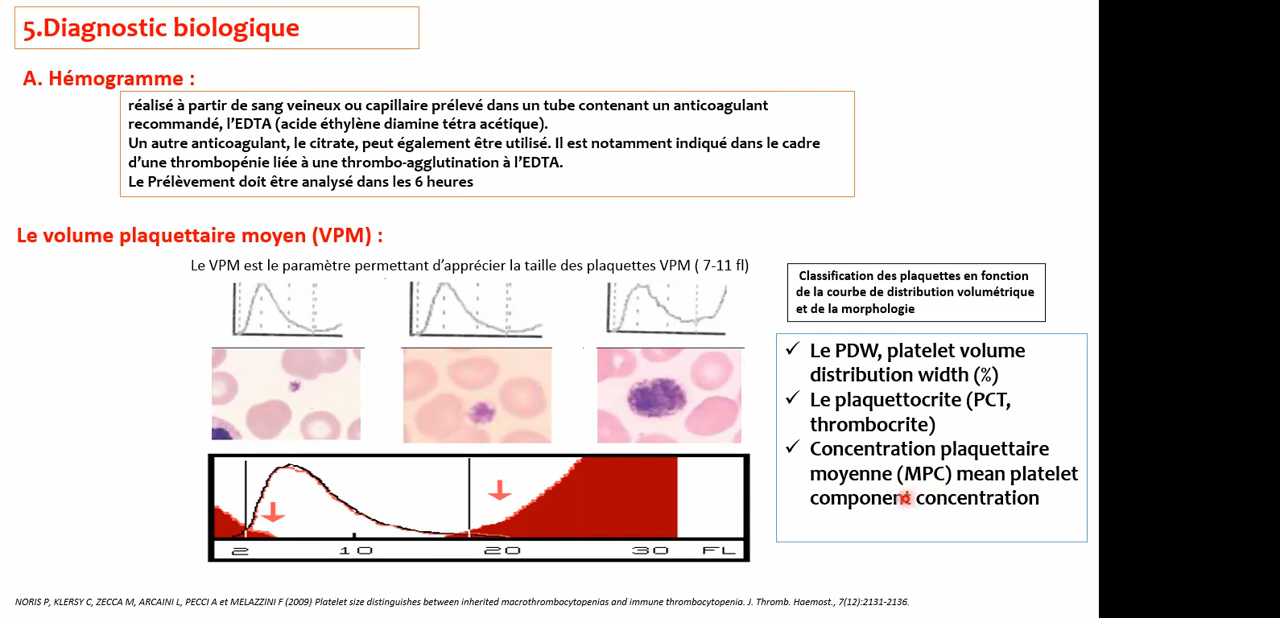 5.Diagnostic biologique
A. Hémogramme :
réalisé à partir de sang veineux ou capillaire prélevé dans un tube contenant un anticoagulant
recommandé, l’EDTA (acide éthylène diamine tétra acétique).
Un autre anticoagulant, le citrate, peut également être utilisé. Il est notamment indiqué dans le cadre
d’une thrombopénie liée à une thrombo-agglutination à l’EDTA.
Le Prélèvement doit être analysé dans les 6 heures
Le volume plaquettaire moyen (VPM) :
Le VPM est le paramètre permettant d’apprécier la taille des plaquettes VPM ( 7-11 fl)
Classification des plaquettes en fonction
de la courbe de distribution volumétrique
et de la morphologie
✓ Le PDW, platelet volume
distribution width (%)
✓ Le plaquettocrite (PCT,
thrombocrite)
✓ Concentration plaquettaire
moyenne (MPC) mean platelet
component concentration
2 10 20 30 FL
NORIS P, KLERSY C, ZECCA M, ARCAINI L, PECCI A et MELAZZINI F (2009) Platelet size distinguishes between inherited macrothrombocytopenias and immune thrombocytopenia. J. Thromb. Haemost., 7(12):2131-2136.